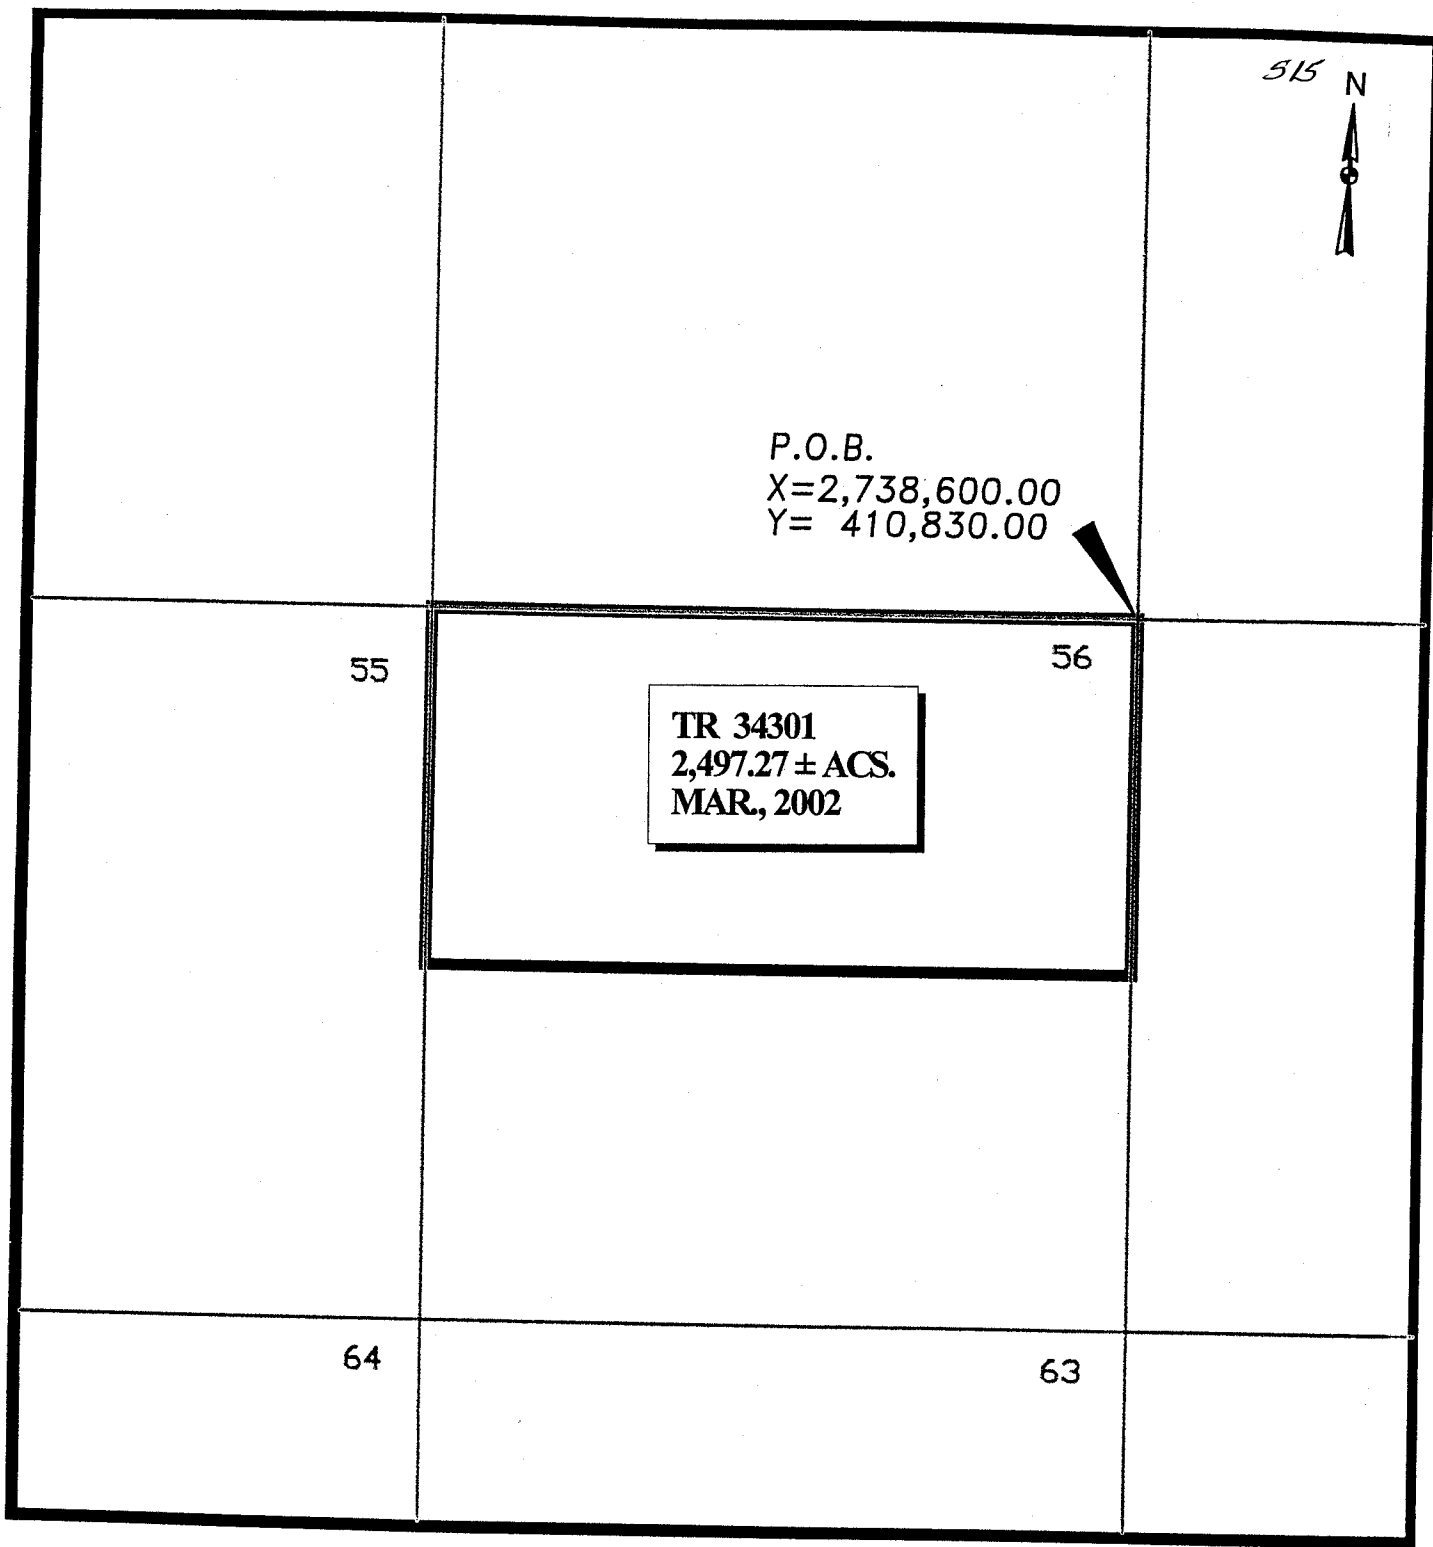 515
N
P.O.B.
X=2,738,600.00
Y= 410,830.00
55
56
TR 34301
2,497.27 ± ACS.
MAR., 2002
64
63